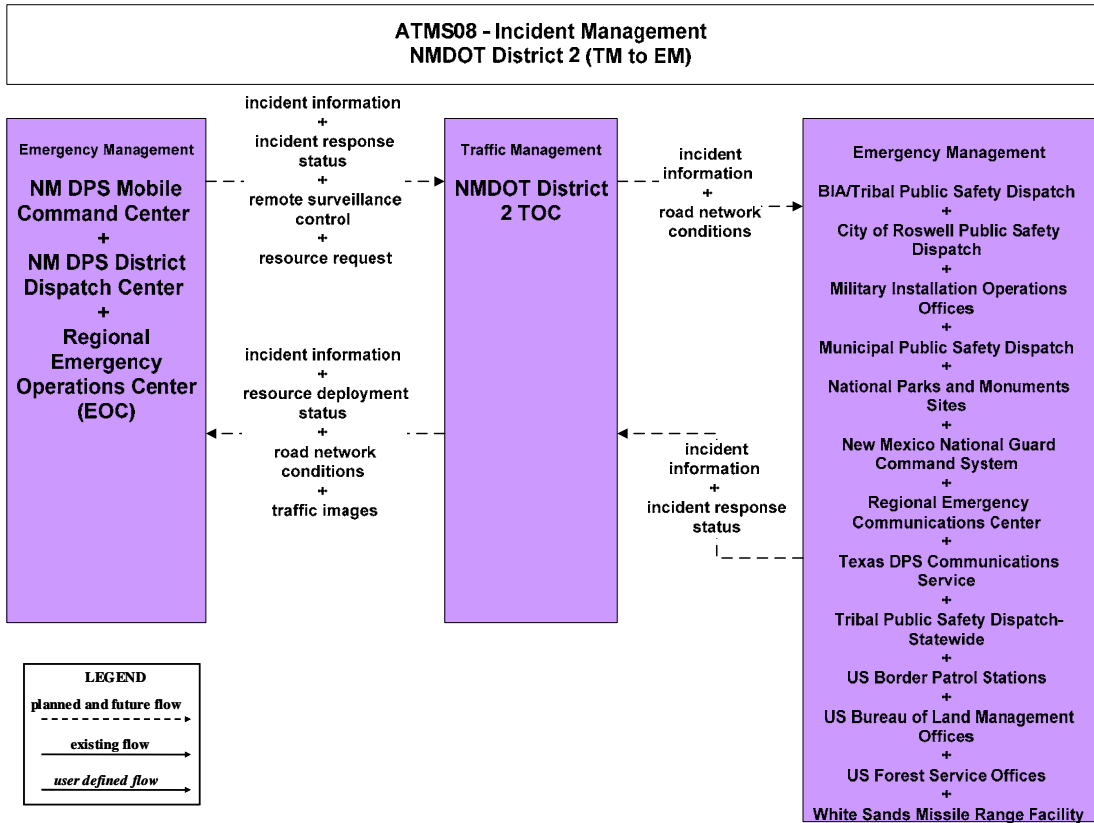 ATMS08 - Incident Management
NMDOT District 2 (TM to EM)
Emergency Management
NM DPS Mobile
Command Center
+
NM DPS District
Dispatch Center
+
Regional
Emergency
Operations Center
(EOC)
incident information
+
incident response
status
+
remote surveillance
control
+
resource request
incident information
+
resource deployment
status
+
road network
conditions
+
traffic images
Traffic Management
NMDOT District
2 TOC
incident
information
+
road network
conditions
incident
information
+
incident response
status
Emergency Management
BIA/Tribal Public Safety Dispatch
+
City of Roswell Public Safety
Dispatch
+
Military Installation Operations
Offices
+
Municipal Public Safety Dispatch
+
National Parks and Monuments
Sites
+
New Mexico National Guard
Command System
+
Regional Emergency
Communications Center
+
Texas DPS Communications
Service
+
Tribal Public Safety Dispatch-
Statewide
+
US Border Patrol Stations
+
US Bureau of Land Management
Offices
+
US Forest Service Offices
+
White Sands Missile Range Facility
LEGEND
planned and future flow
existing flow
user defined flow